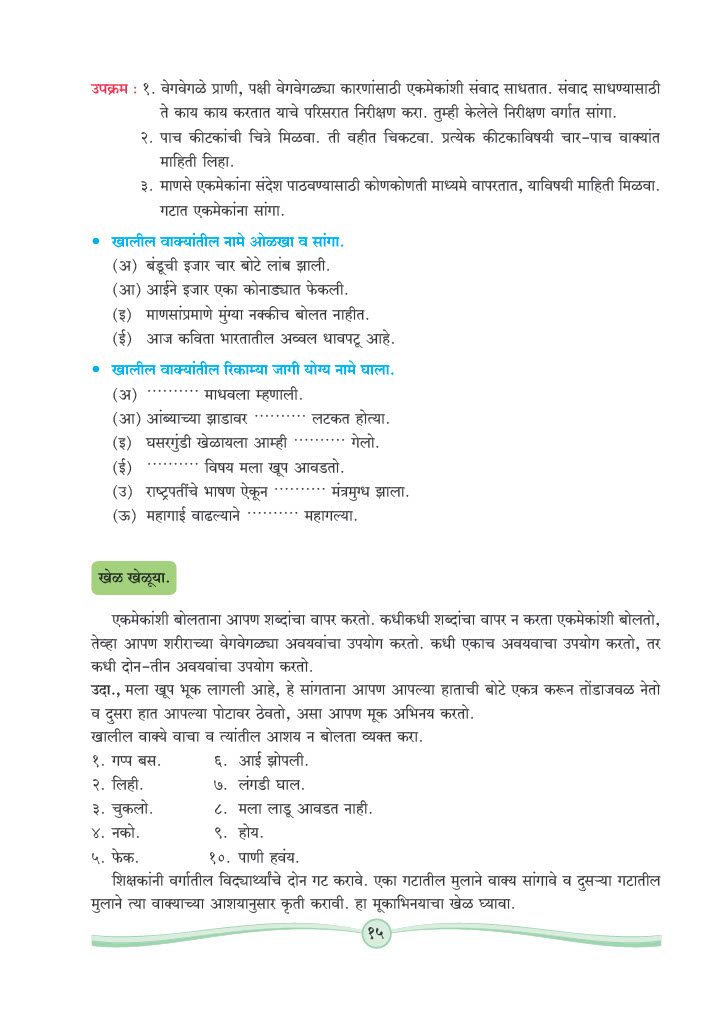 उपक्रम : १. वेगवेगळे प्राणी, पक्षी वेगवेगळ्या कारणांसाठी एकमेकांशी संवाद साधतात. संवाद साधण्यासाठी
ते काय काय करतात याचे परिसरात निरीक्षण करा. तुम्ही केलेले निरीक्षण वर्गात सांगा.
२. पाच कीटकांची चित्रे मिळवा. ती वहीत चिकटवा. प्रत्येक कीटकाविषयी चार-पाच वाक्यांत
माहिती लिहा.
३. माणसे एकमेकांना संदेश पाठवण्यासाठी कोणकोणती माध्यमे वापरतात, याविषयी माहिती मिळवा.
गटात एकमेकांना सांगा.
• खालील वाक्यांतील नामे ओळखा व सांगा.
(अ) बंडूची इजार चार बोटे लांब झाली.
(आ) आईने इजार एका कोनाड्यात फेकली.
(इ) माणसांप्रमाणे मुंग्या नक्कीच बोलत नाहीत.
(ई) आज कविता भारतातील अव्वल धावपटू आहे.
• खालील वाक्यांतील रिकाम्या जागी योग्य नामे घाला.
(अ) .......... माधवला म्हणाली.
(आ) आंब्याच्या झाडावर .......... लटकत होत्या.
(इ) घसरगुंडी खेळायला आम्ही .......... गेलो.
(ई) .......... विषय मला खूप आवडतो.
(उ) राष्ट्रपतींचे भाषण ऐकून .......... मंत्रमुग्ध झाला.
(ऊ) महागाई वाढल्याने .......... महागल्या.
खेळ खेळूया.
एकमेकांशी बोलताना आपण शब्दांचा वापर करतो. कधीकधी शब्दांचा वापर न करता एकमेकांशी बोलतो,
तेव्हा आपण शरीराच्या वेगवेगळ्या अवयवांचा उपयोग करतो. कधी एकाच अवयवाचा उपयोग करतो, तर
कधी दोन-तीन अवयवांचा उपयोग करतो.
उदा., मला खूप भूक लागली आहे, हे सांगताना आपण आपल्या हाताची बोटे एकत्र करून तोंडाजवळ नेतो
व दुसरा हात आपल्या पोटावर ठेवतो, असा आपण मूक अभिनय करतो.
खालील वाक्ये वाचा व त्यांतील आशय न बोलता व्यक्त करा.
१. गप्प बस. ६. आई झोपली.
२. लिही. ७. लंगडी घाल.
३. चुकलो. ८. मला लाडू आवडत नाही.
४. नको. ९. होय.
५. फेक. १०. पाणी हवंय.
शिक्षकांनी वर्गातील विद्यार्थ्यांचे दोन गट करावे. एका गटातील मुलाने वाक्य सांगावे व दुसऱ्या गटातील
मुलाने त्या वाक्याच्या आशयानुसार कृती करावी. हा मूकाभिनयाचा खेळ घ्यावा.
१५